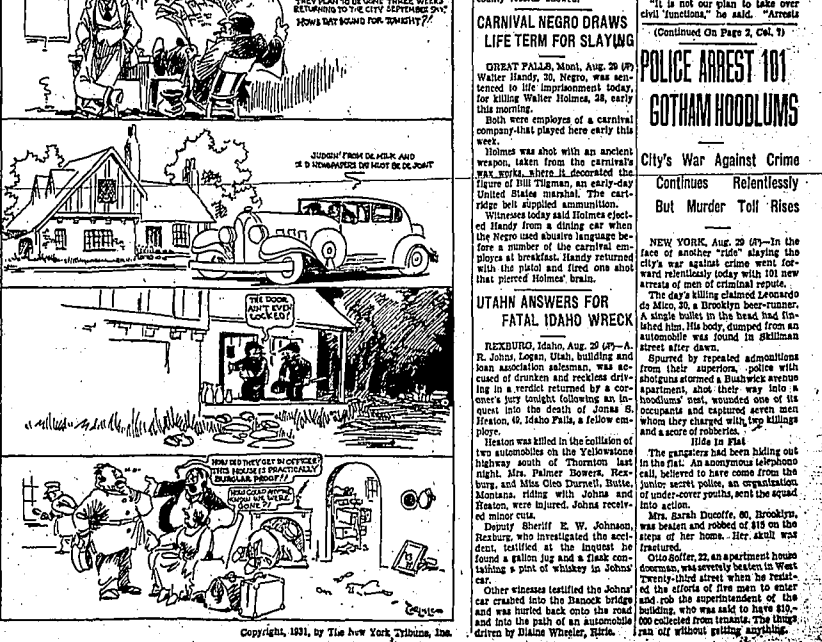 THEY PLAN TO BE GONE THREE WEEKS
RETURNING TO THE CITY SEPTEMBER 9TH,
HOWS DAT SOUND FOR TONIGHT?!
JUDGIN' FROM DE MILK AND
NEWSPAPERS DIS MUST BE DE JOINT
THE DOOR
AIN'T EVEN
LOCKED!
HOW DID THEY GET IN OFFICER?
THIS HOUSE IS PRACTICALLY
BURGLAR PROOF!!
HOW COULD ANYONE
KNOW WE WERE
GONE?!
Copyright, 1931, by The New York Tribune, Inc.
CARNIVAL NEGRO DRAWS
LIFE TERM FOR SLAYING
GREAT FALLS, Mont, Aug. 29 (AP)
Walter Handy, 30, Negro, was sen-
tenced to life imprisonment today,
for killing Walter Holmes, 28, early
this morning.
Both were employes of a carnival
company that played here early this
week.
Holmes was shot with an ancient
weapon, taken from the carnival's
wax works, where it decorated the
figure of Bill Tilgman, an early-day
United States marshal. The cart-
ridge belt supplied ammunition.
Witnesses today said Holmes eject-
ed Handy from a dining car when
the Negro used abusive language be-
fore a number of the carnival em-
ployes at breakfast. Handy returned
with the pistol and fired one shot
that pierced Holmes' brain.
UTAHN ANSWERS FOR
FATAL IDAHO WRECK
REXBURG, Idaho, Aug. 29 (AP)—A.
R. Johns, Logan, Utah, building and
loan association salesman, was ac-
cused of drunken and reckless driv-
ing in a verdict returned by a cor-
oner's jury tonight following an in-
quest into the death of Jonas S.
Heaton, 49, Idaho Falls, a fellow em-
ploye.
Heaton was killed in the collision of
two automobiles on the Yellowstone
highway south of Thornton last
night. Mrs. Palmer Bowers, Rex-
burg, and Miss Cleo Durnell, Butte,
Montana, riding with Johns and
Heaton, were injured. Johns receiv-
ed minor cuts.
Deputy Sheriff E. W. Johnson,
Rexburg, who investigated the acci-
dent, testified at the inquest he
found a gallon jug and a flask con-
taining a pint of whiskey in Johns'
car.
Other witnesses testified the Johns'
car crashed into the Banock bridge
and was hurled back onto the road
and into the path of an automobile
driven by Blaine Wheeler, Ririe.
"It is not our plan to take over
civil functions," he said. "Arrests
(Continued On Page 2, Col. 7)
POLICE ARREST 101
GOTHAM HOODLUMS
City's War Against Crime
Continues Relentlessly
But Murder Toll Rises
NEW YORK, Aug. 29 (AP)—In the
face of another "ride" slaying the
city's war against crime went for-
ward relentlessly today with 101 new
arrests of men of criminal repute.
The day's killing claimed Leonardo
de Mico, 30, a Brooklyn beer-runner.
A single bullet in the head had fin-
ished him. His body, dumped from an
automobile was found in Skillman
street after dawn.
Spurred by repeated admonitions
from their superiors, police with
shotguns stormed a Bushwick avenue
apartment, shot their way into a
hoodlums' nest, wounded one of its
occupants and captured seven men
whom they charged with two killings
and a score of robberies.
Hide In Flat
The gangsters had been hiding out
in the flat. An anonymous telephone
call, believed to have come from the
junior secret police, an organization
of under-cover youths, sent the squad
into action.
Mrs. Sarah Ducoffe, 60, Brooklyn,
was beaten and robbed of $15 on the
steps of her home. Her skull was
fractured.
Otto Soffer, 22, an apartment house
doorman, was severely beaten in West
Twenty-third street when he resist-
ed the efforts of five men to enter
and rob the superintendent of the
building, who was said to have $10,-
000 collected from tenants. The thugs
ran off without getting anything.